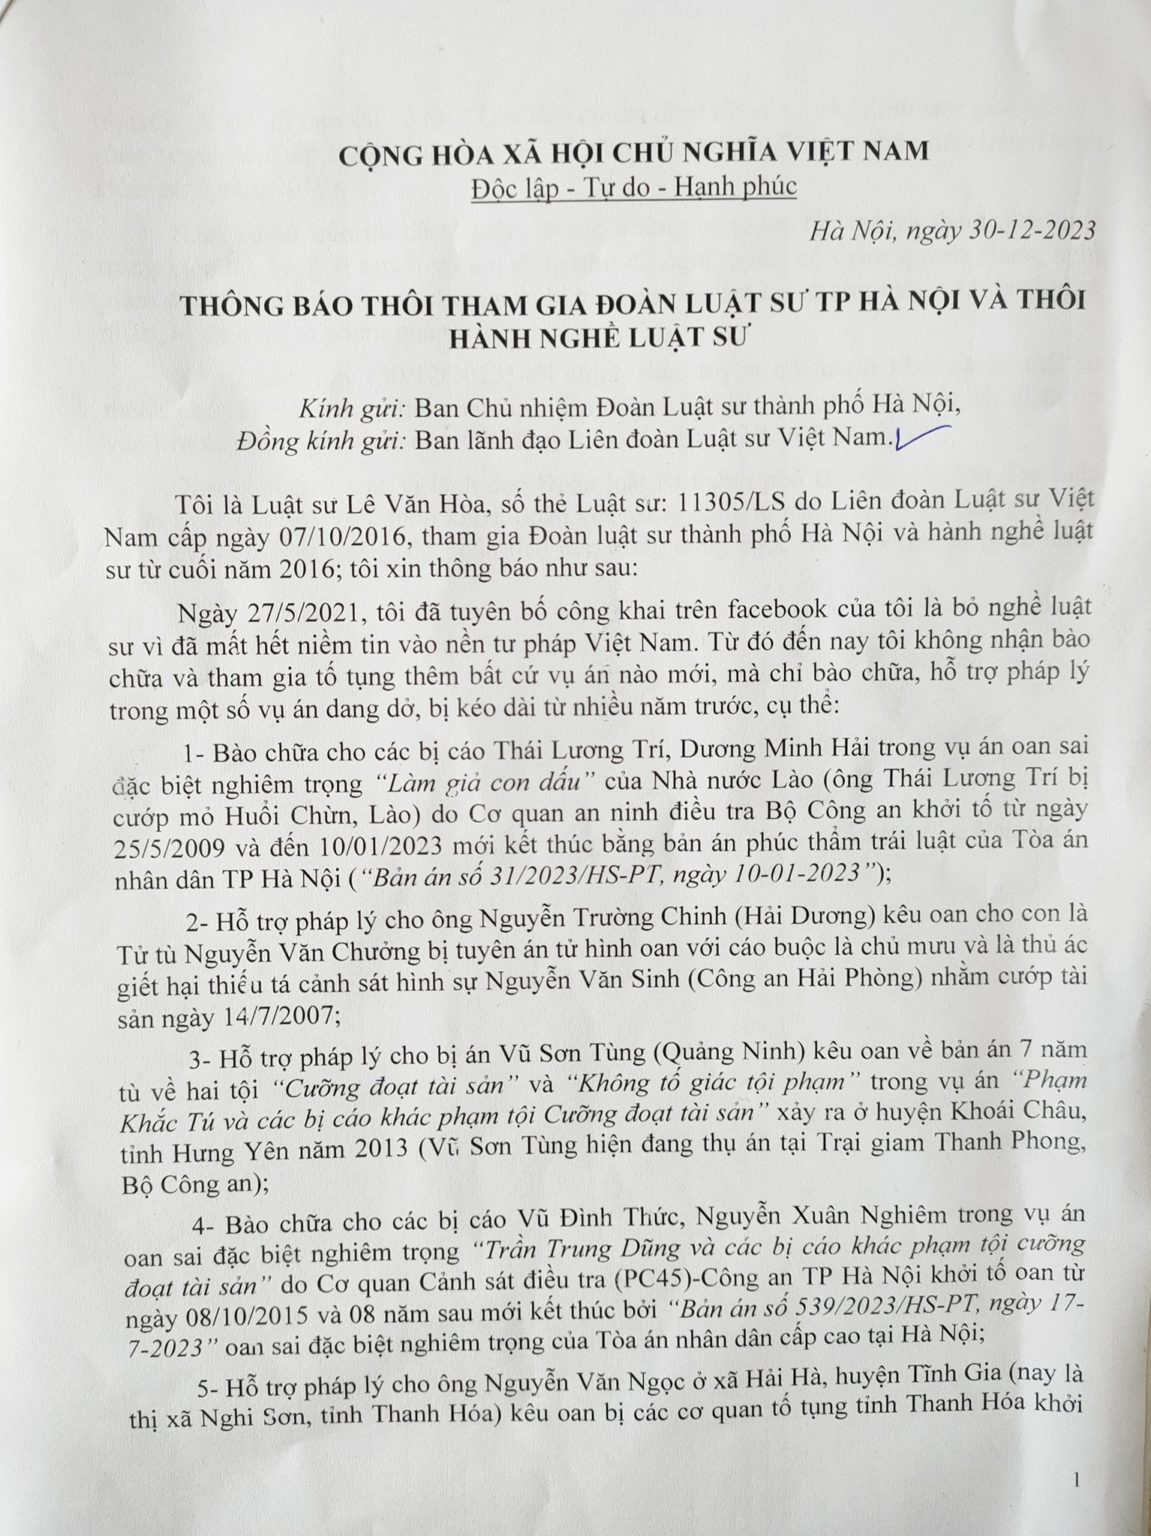 CỘNG HÒA XÃ HỘI CHỦ NGHĨA VIỆT NAM
Độc lập - Tự do - Hạnh phúc
Hà Nội, ngày 30-12-2023
THÔNG BÁO THÔI THAM GIA ĐOÀN LUẬT SƯ TP HÀ NỘI VÀ THÔI
HÀNH NGHỀ LUẬT SƯ
Kính gửi: Ban Chủ nhiệm Đoàn Luật sư thành phố Hà Nội,
Đồng kính gửi: Ban lãnh đạo Liên đoàn Luật sư Việt Nam.
Tôi là Luật sư Lê Văn Hòa, số thẻ Luật sư: 11305/LS do Liên đoàn Luật sư Việt
Nam cấp ngày 07/10/2016, tham gia Đoàn luật sư thành phố Hà Nội và hành nghề luật
sư từ cuối năm 2016; tôi xin thông báo như sau:
Ngày 27/5/2021, tôi đã tuyên bố công khai trên facebook của tôi là bỏ nghề luật
sư vì đã mất hết niềm tin vào nền tư pháp Việt Nam. Từ đó đến nay tôi không nhận bào
chữa và tham gia tố tụng thêm bất cứ vụ án nào mới, mà chỉ bào chữa, hỗ trợ pháp lý
trong một số vụ án dang dở, bị kéo dài từ nhiều năm trước, cụ thể:
1- Bào chữa cho các bị cáo Thái Lương Trí, Dương Minh Hải trong vụ án oan sai
đặc biệt nghiêm trọng “Làm giả con dấu” của Nhà nước Lào (ông Thái Lương Trí bị
cướp mỏ Huổi Chừn, Lào) do Cơ quan an ninh điều tra Bộ Công an khởi tố từ ngày
25/5/2009 và đến 10/01/2023 mới kết thúc bằng bản án phúc thẩm trái luật của Tòa án
nhân dân TP Hà Nội (“Bản án số 31/2023/HS-PT, ngày 10-01-2023”);
2- Hỗ trợ pháp lý cho ông Nguyễn Trường Chinh (Hải Dương) kêu oan cho con là
Tử tù Nguyễn Văn Chưởng bị tuyên án tử hình oan với cáo buộc là chủ mưu và là thủ ác
giết hại thiếu tá cảnh sát hình sự Nguyễn Văn Sinh (Công an Hải Phòng) nhằm cướp tài
sản ngày 14/7/2007;
3- Hỗ trợ pháp lý cho bị án Vũ Sơn Tùng (Quảng Ninh) kêu oan về bản án 7 năm
tù về hai tội “Cưỡng đoạt tài sản” và “Không tố giác tội phạm” trong vụ án “Phạm
Khắc Tú và các bị cáo khác phạm tội Cưỡng đoạt tài sản” xảy ra ở huyện Khoái Châu,
tỉnh Hưng Yên năm 2013 (Vũ Sơn Tùng hiện đang thụ án tại Trại giam Thanh Phong,
Bộ Công an);
4- Bào chữa cho các bị cáo Vũ Đình Thức, Nguyễn Xuân Nghiêm trong vụ án
oan sai đặc biệt nghiêm trọng “Trần Trung Dũng và các bị cáo khác phạm tội cưỡng
đoạt tài sản” do Cơ quan Cảnh sát điều tra (PC45)-Công an TP Hà Nội khởi tố oan từ
ngày 08/10/2015 và 08 năm sau mới kết thúc bởi “Bản án số 539/2023/HS-PT, ngày 17-
7-2023” oan sai đặc biệt nghiêm trọng của Tòa án nhân dân cấp cao tại Hà Nội;
5- Hỗ trợ pháp lý cho ông Nguyễn Văn Ngọc ở xã Hải Hà, huyện Tĩnh Gia (nay là
thị xã Nghi Sơn, tỉnh Thanh Hóa) kêu oan bị các cơ quan tố tụng tỉnh Thanh Hóa khởi
1